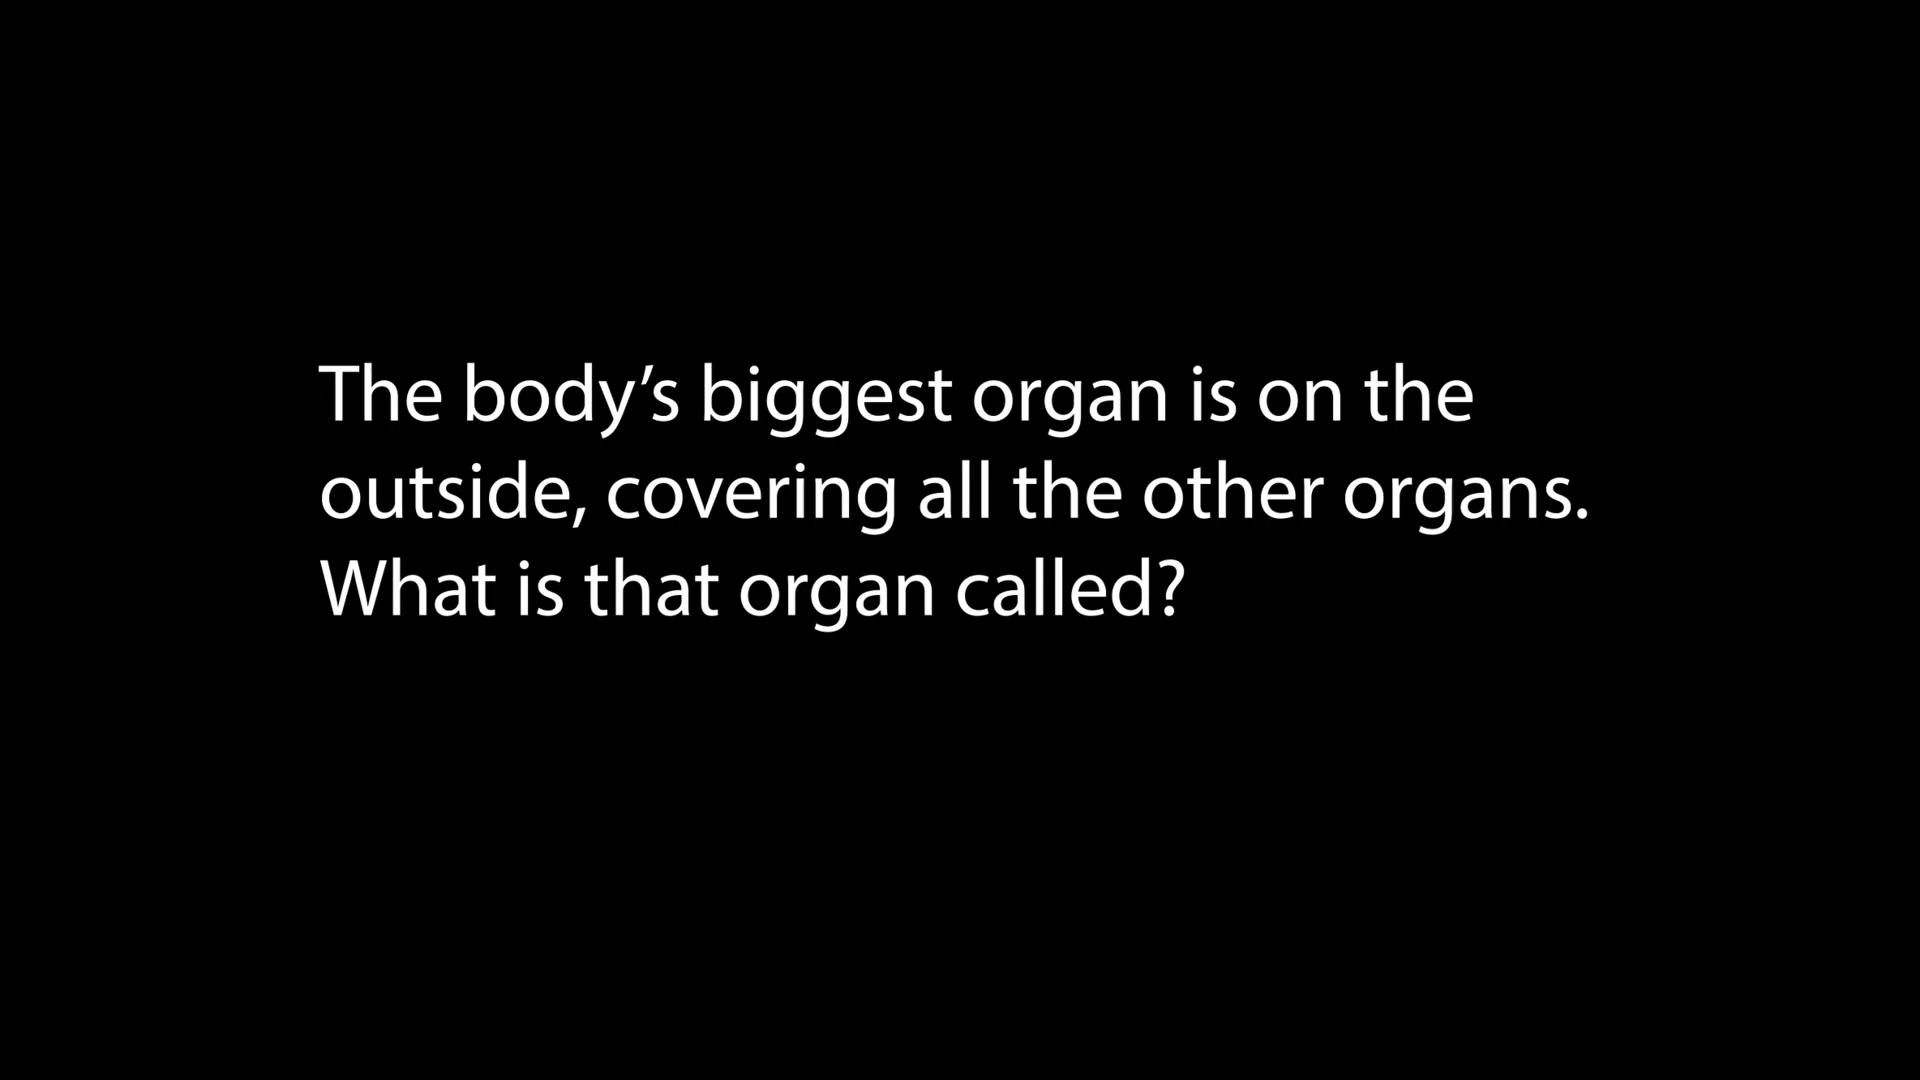 The body’s biggest organ is on the
outside, covering all the other organs.
What is that organ called?